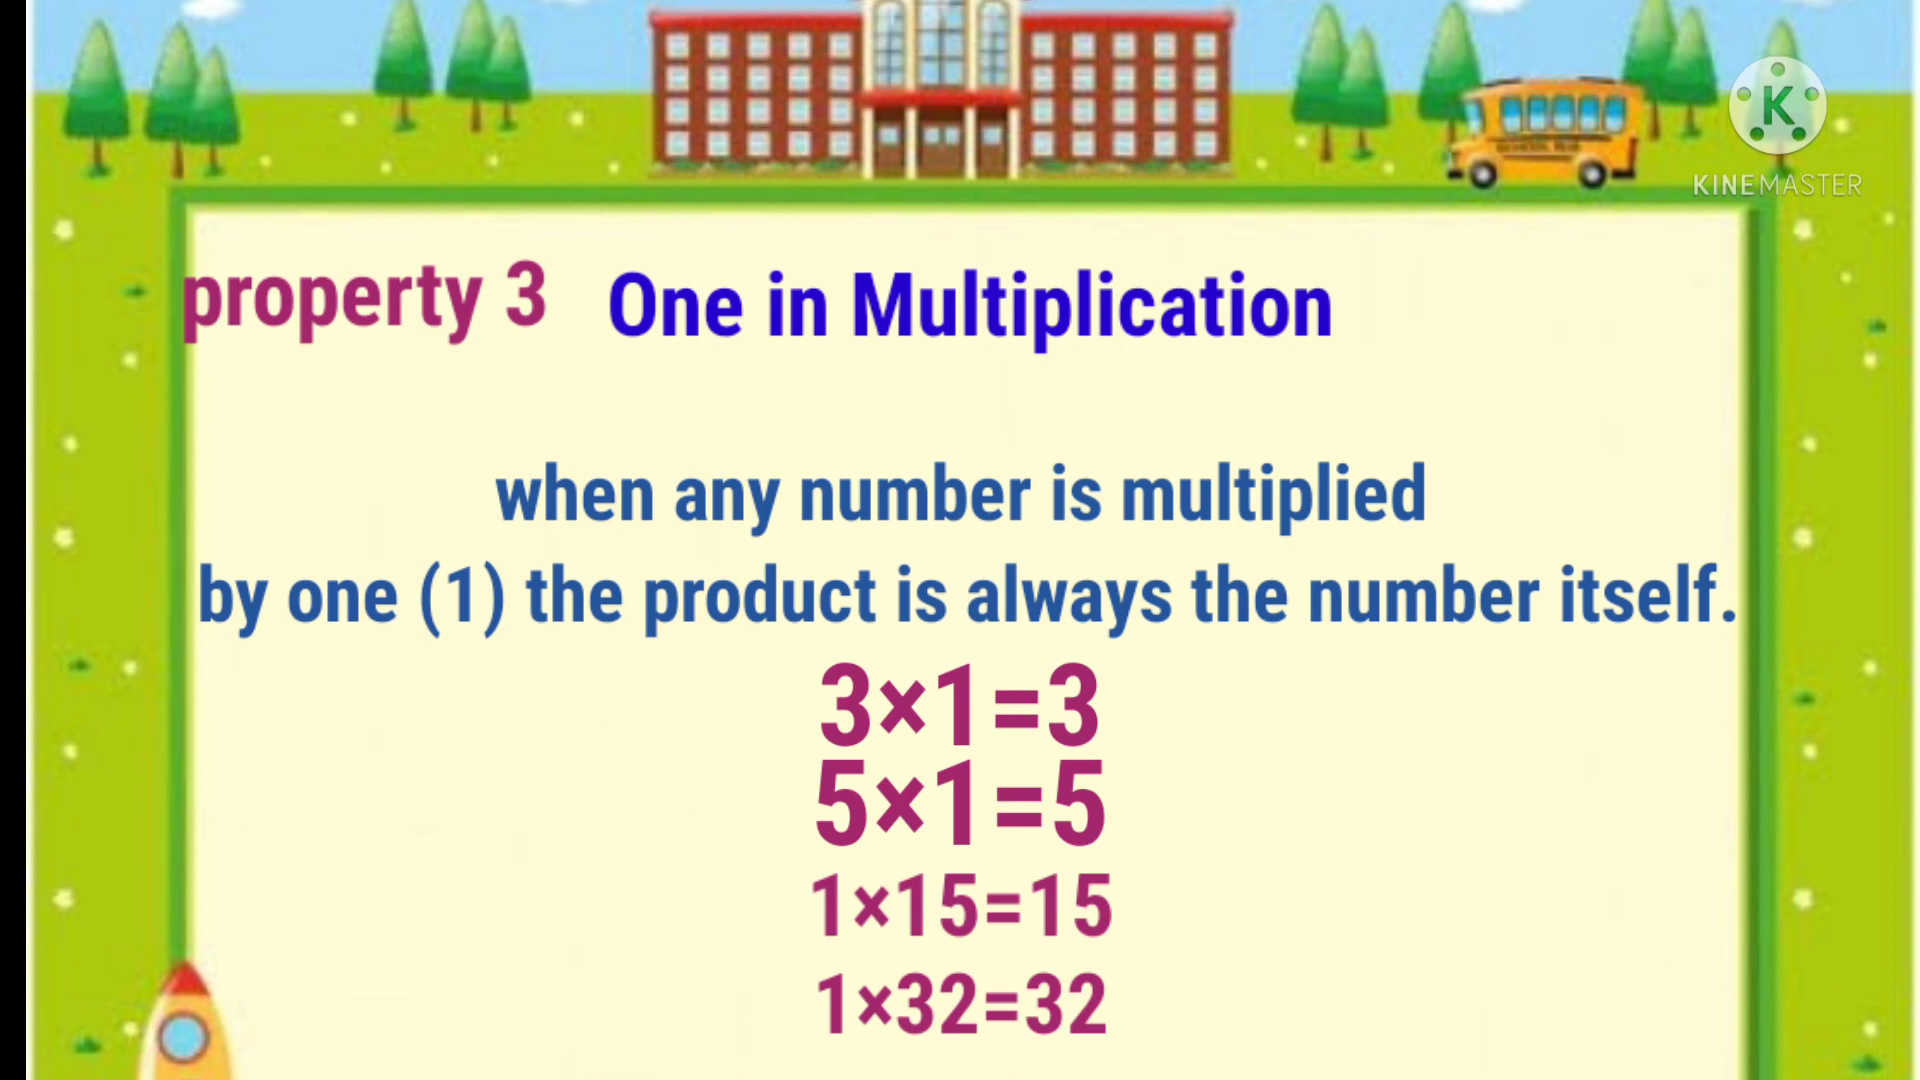 K
KINEMASTER
property 3 One in Multiplication
when any number is multiplied
by one (1) the product is always the number itself.
3×1=3
5×1=5
1×15=15
1×32=32